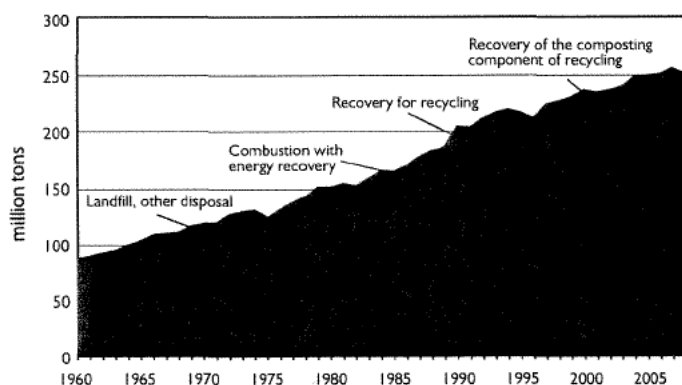 300
250
200
150
100
50
0
million tons
Recovery of the composting
component of recycling
Recovery for recycling
Combustion with
energy recovery
Landfill, other disposal
1960 1965 1970 1975 1980 1985 1990 1995 2000 2005